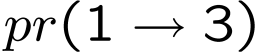 pr(1 → 3)